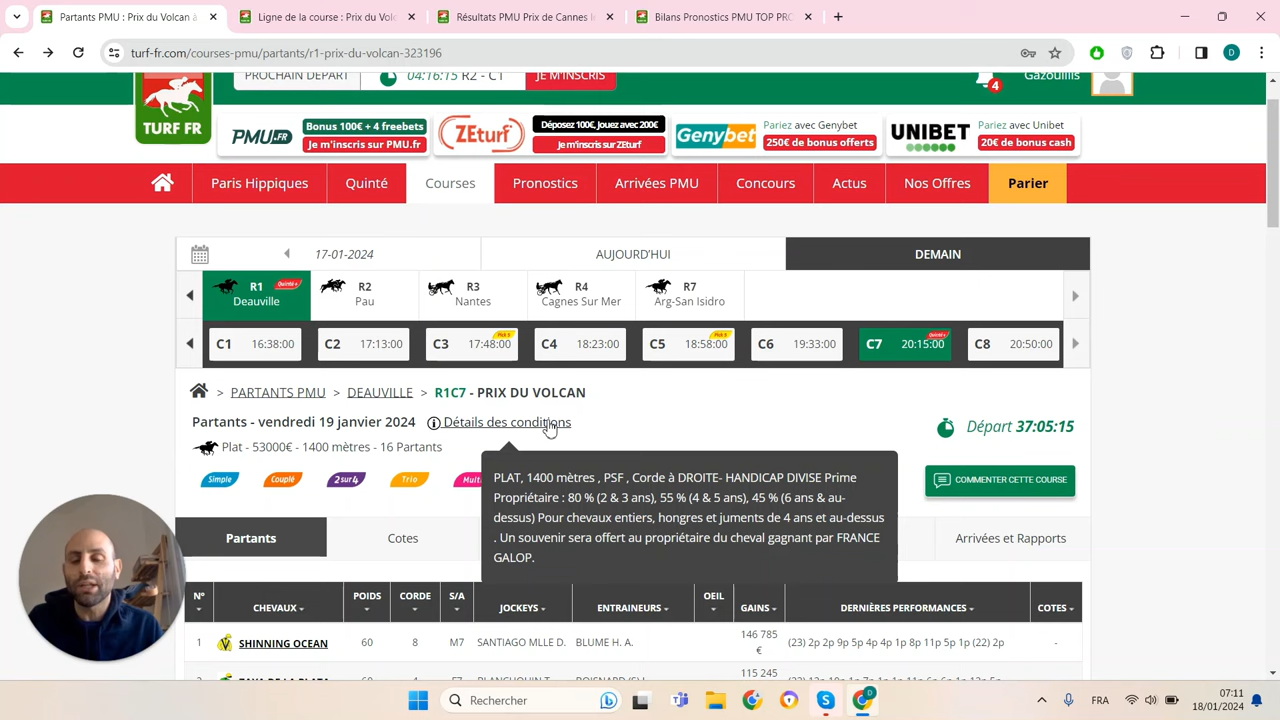 Partants PMU : Prix du Volcan à
Ligne de la course : Prix du Volc
Résultats PMU Prix de Cannes h
Bilans Pronostics PMU TOP PRO
turf-fr.com/courses-pmu/partants/r1-prix-du-volcan-323196
D
PROCHAIN DEPART
04:16:15 R2 - C1
JE M'INSCRIS
4
Gazouillis
TURF FR
PMU.FR
Bonus 100€ + 4 freebets
Je m'inscris sur PMU.fr
ZEturf
Déposez 100€, Jouez avec 200€
Je m'inscris sur ZEturf
Genybet
Pariez avec Genybet
250€ de bonus offerts
UNIBET
Pariez avec Unibet
20€ de bonus cash
Paris Hippiques
Quinté
Courses
Pronostics
Arrivées PMU
Concours
Actus
Nos Offres
Parier
17-01-2024
AUJOURD'HUI
DEMAIN
R1 Quinté+
Deauville
R2
Pau
R3
Nantes
R4
Cagnes Sur Mer
R7
Arg-San Isidro
C1 16:38:00
C2 17:13:00
C3 17:48:00 Pick 5
C4 18:23:00
C5 18:58:00 Pick 5
C6 19:33:00
C7 20:15:00 Quinté+
C8 20:50:00
> PARTANTS PMU > DEAUVILLE > R1C7 - PRIX DU VOLCAN
Partants - vendredi 19 janvier 2024
Détails des conditions
Départ 37:05:15
Plat - 53000€ - 1400 mètres - 16 Partants
Simple
Couplé
2sur4
Trio
PLAT, 1400 mètres , PSF , Corde à DROITE- HANDICAP DIVISE Prime
Propriétaire : 80 % (2 & 3 ans), 55 % (4 & 5 ans), 45 % (6 ans & au-
dessus) Pour chevaux entiers, hongres et juments de 4 ans et au-dessus
. Un souvenir sera offert au propriétaire du cheval gagnant par FRANCE
GALOP.
COMMENTER CETTE COURSE
Partants
Cotes
Arrivées et Rapports
N° CHEVAUX POIDS CORDE S/A JOCKEYS ENTRAINEURS OEIL GAINS DERNIÈRES PERFORMANCES COTES
1 SHINNING OCEAN 60 8 M7 SANTIAGO MLLE D. BLUME H. A. 146 785 € (23) 2p 2p 9p 5p 4p 4p 1p 8p 11p 5p 1p (22) 2p -
115 245
Rechercher
FRA
07:11
18/01/2024